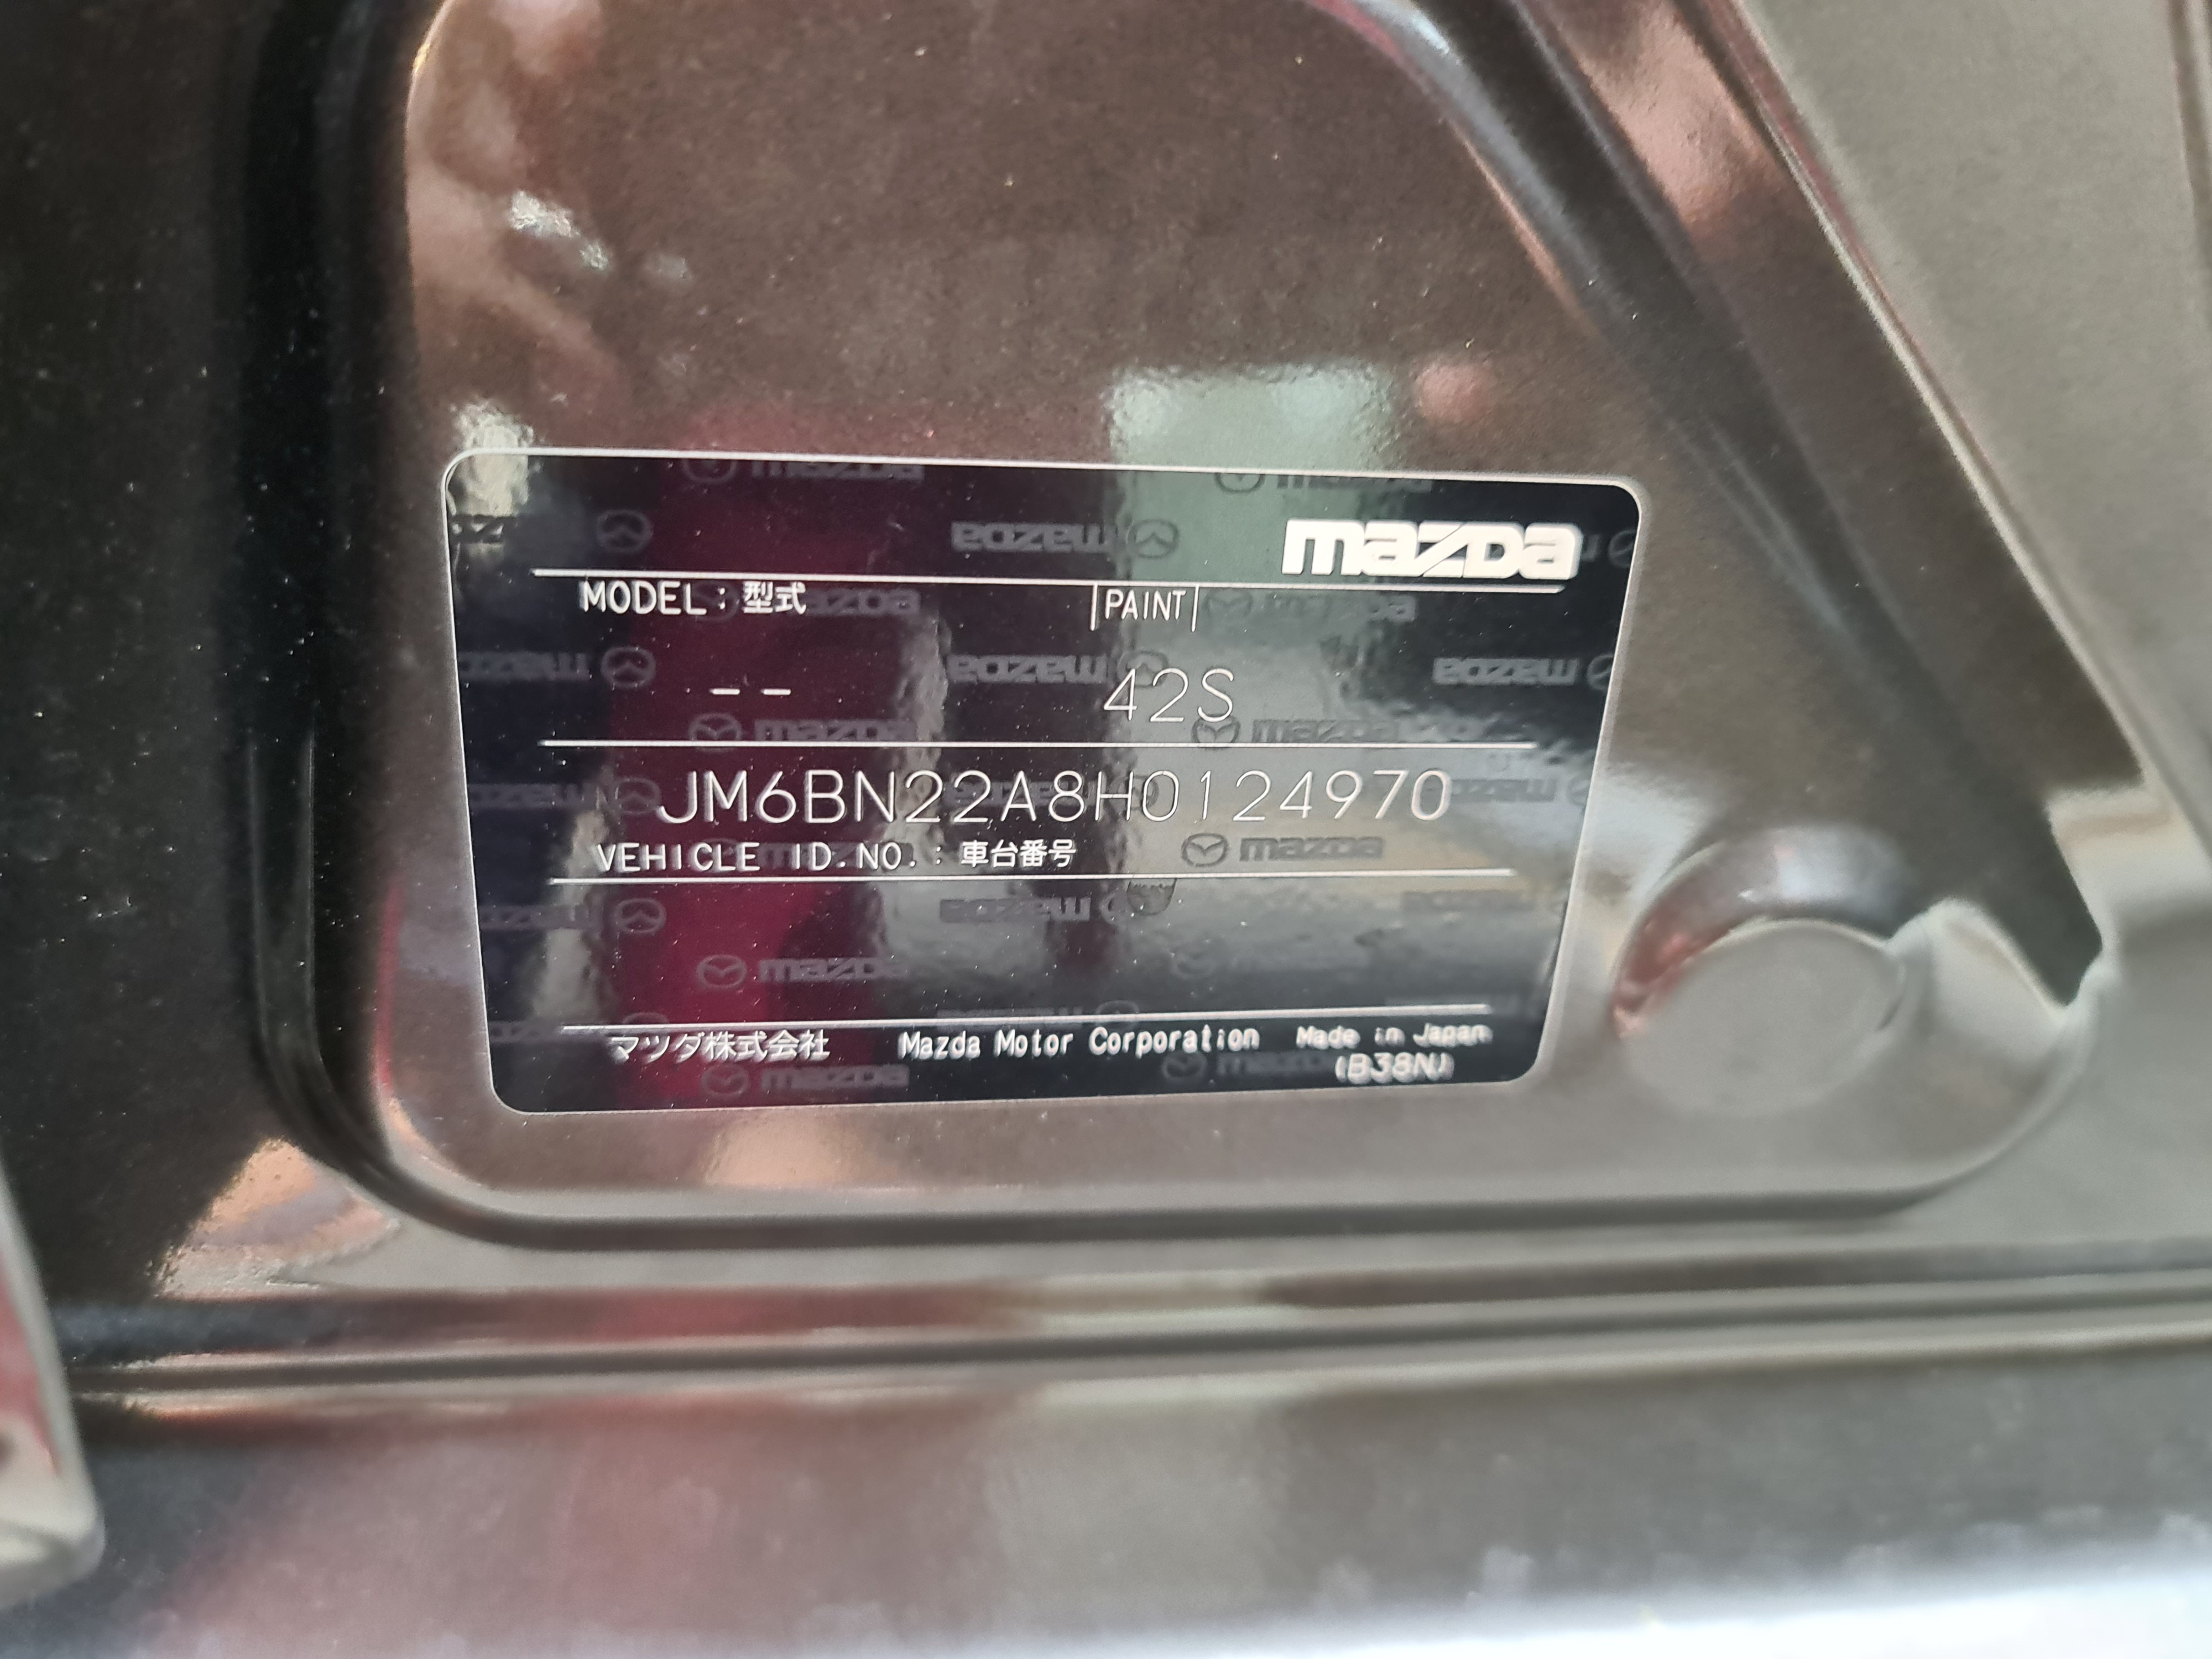 mazda
MODEL : 型式 PAINT
-- 42S
JM6BN22A8H0124970
VEHICLE ID.NO. : 車台番号
マツダ株式会社 Mazda Motor Corporation Made in Japan
(B38N)